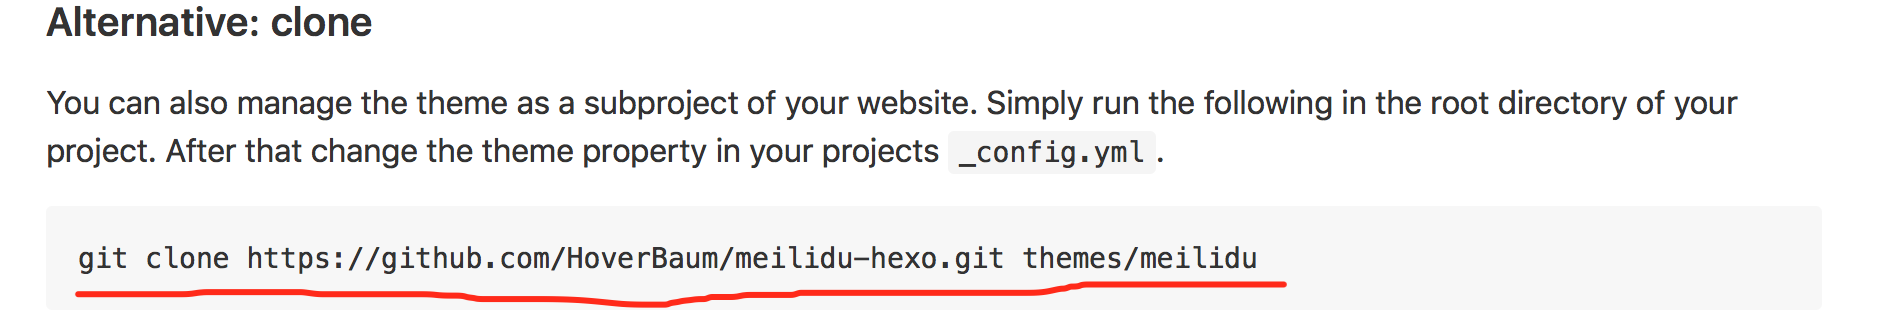 Alternative: clone
You can also manage the theme as a subproject of your website. Simply run the following in the root directory of your
project. After that change the theme property in your projects _config.yml.
git clone https://github.com/HoverBaum/meilidu-hexo.git themes/meilidu